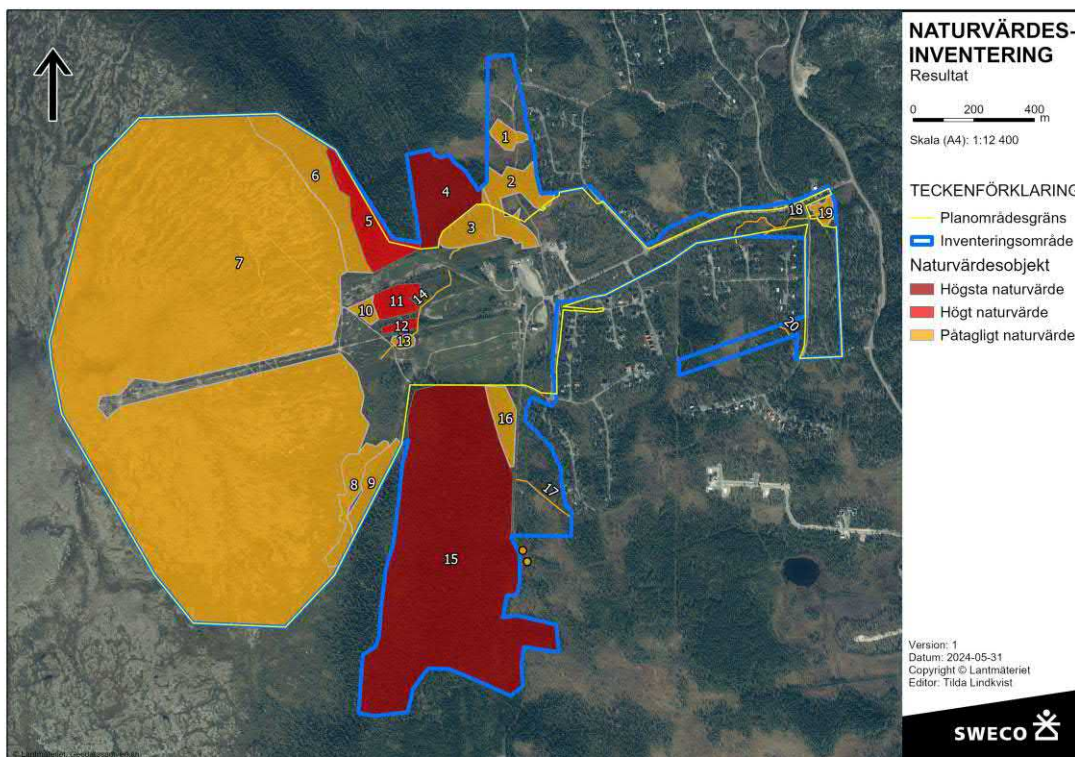 NATURVÄRDES-
INVENTERING
Resultat
0 200 400
m
Skala (A4): 1:12 400
TECKENFÖRKLARING
Planområdesgräns
Inventeringsområde
Naturvärdesobjekt
Högsta naturvärde
Högt naturvärde
Påtagligt naturvärde
1
2
3
4
5
6
7
8
9
10
11
12
13
14
15
16
17
18
19
20
Version: 1
Datum: 2024-05-31
Copyright © Lantmäteriet
Editor: Tilda Lindkvist
SWECO
© Lantmäteriet, Geodatasamverkan